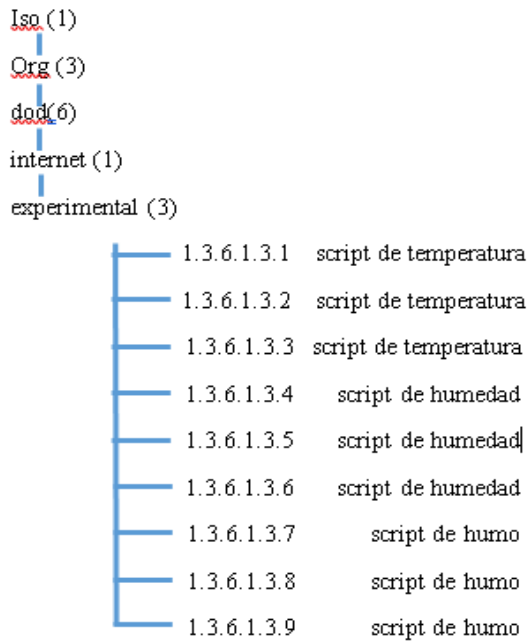 Iso (1)
Org (3)
dod(6)
internet (1)
experimental (3)
1.3.6.1.3.1 script de temperatura
1.3.6.1.3.2 script de temperatura
1.3.6.1.3.3 script de temperatura
1.3.6.1.3.4 script de humedad
1.3.6.1.3.5 script de humedad
1.3.6.1.3.6 script de humedad
1.3.6.1.3.7 script de humo
1.3.6.1.3.8 script de humo
1.3.6.1.3.9 script de humo